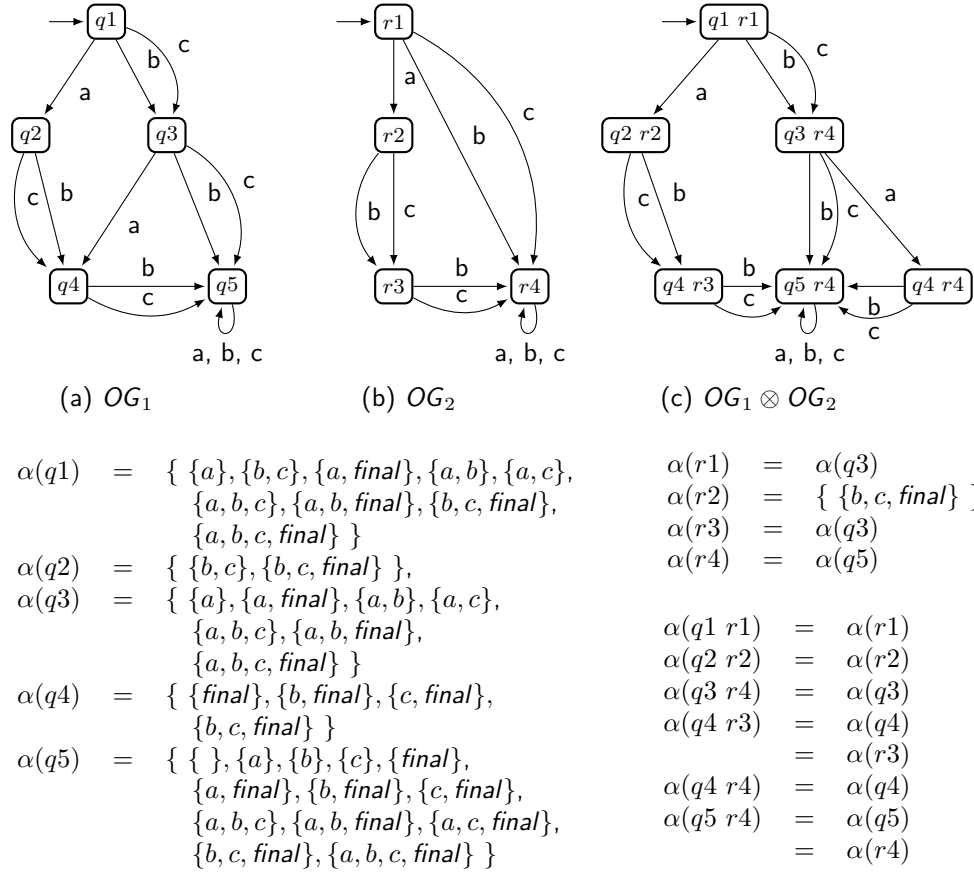 q1 r1 q1 r1
c c c
b a b
a c a
b
q2 q3 r2 q2 r2 q3 r4
c b c b a
c b b c c b b c
a
q4 b q5 r3 b r4 q4 r3 b q5 r4 q4 r4
c c c b
c
a, b, c a, b, c a, b, c
(a) OG₁ (b) OG₂ (c) OG₁ ⊗ OG₂
α(q1) = { {a}, {b, c}, {a, final}, {a, b}, {a, c},
{a, b, c}, {a, b, final}, {b, c, final},
{a, b, c, final} }
α(q2) = { {b, c}, {b, c, final} },
α(q3) = { {a}, {a, final}, {a, b}, {a, c},
{a, b, c}, {a, b, final},
{a, b, c, final} }
α(q4) = { {final}, {b, final}, {c, final},
{b, c, final} }
α(q5) = { { }, {a}, {b}, {c}, {final},
{a, final}, {b, final}, {c, final},
{a, b, c}, {a, b, final}, {a, c, final},
{b, c, final}, {a, b, c, final} }
α(r1) = α(q3)
α(r2) = { {b, c, final} }
α(r3) = α(q3)
α(r4) = α(q5)
α(q1 r1) = α(r1)
α(q2 r2) = α(r2)
α(q3 r4) = α(q3)
α(q4 r3) = α(q4)
= α(r3)
α(q4 r4) = α(q4)
α(q5 r4) = α(q5)
= α(r4)